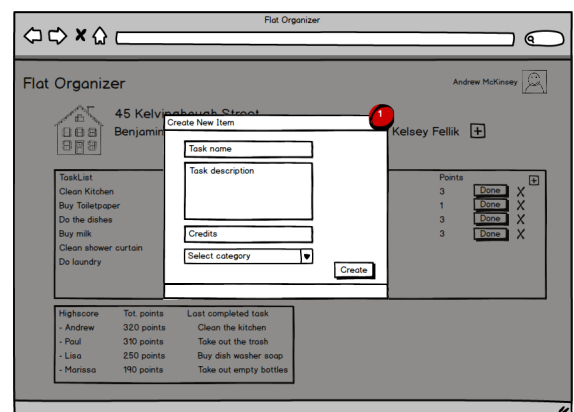 Flat Organizer
Flat Organizer
Andrew McKinsey
45 Kelvinghaugh Street
Benjamin
Kelsey Fellik
1
Create New Item
Task name
Task description
Credits
Select category
Create
TaskList
Points
Clean Kitchen
3 Done X
Buy Toiletpaper
1 Done X
Do the dishes
3 Done X
Buy milk
3 Done X
Clean shower curtain
Do laundry
Highscore Tot. points Last completed task
- Andrew 320 points Clean the kitchen
- Paul 310 points Take out the trash
- Lisa 250 points Buy dish washer soap
- Marissa 190 points Take out empty bottles